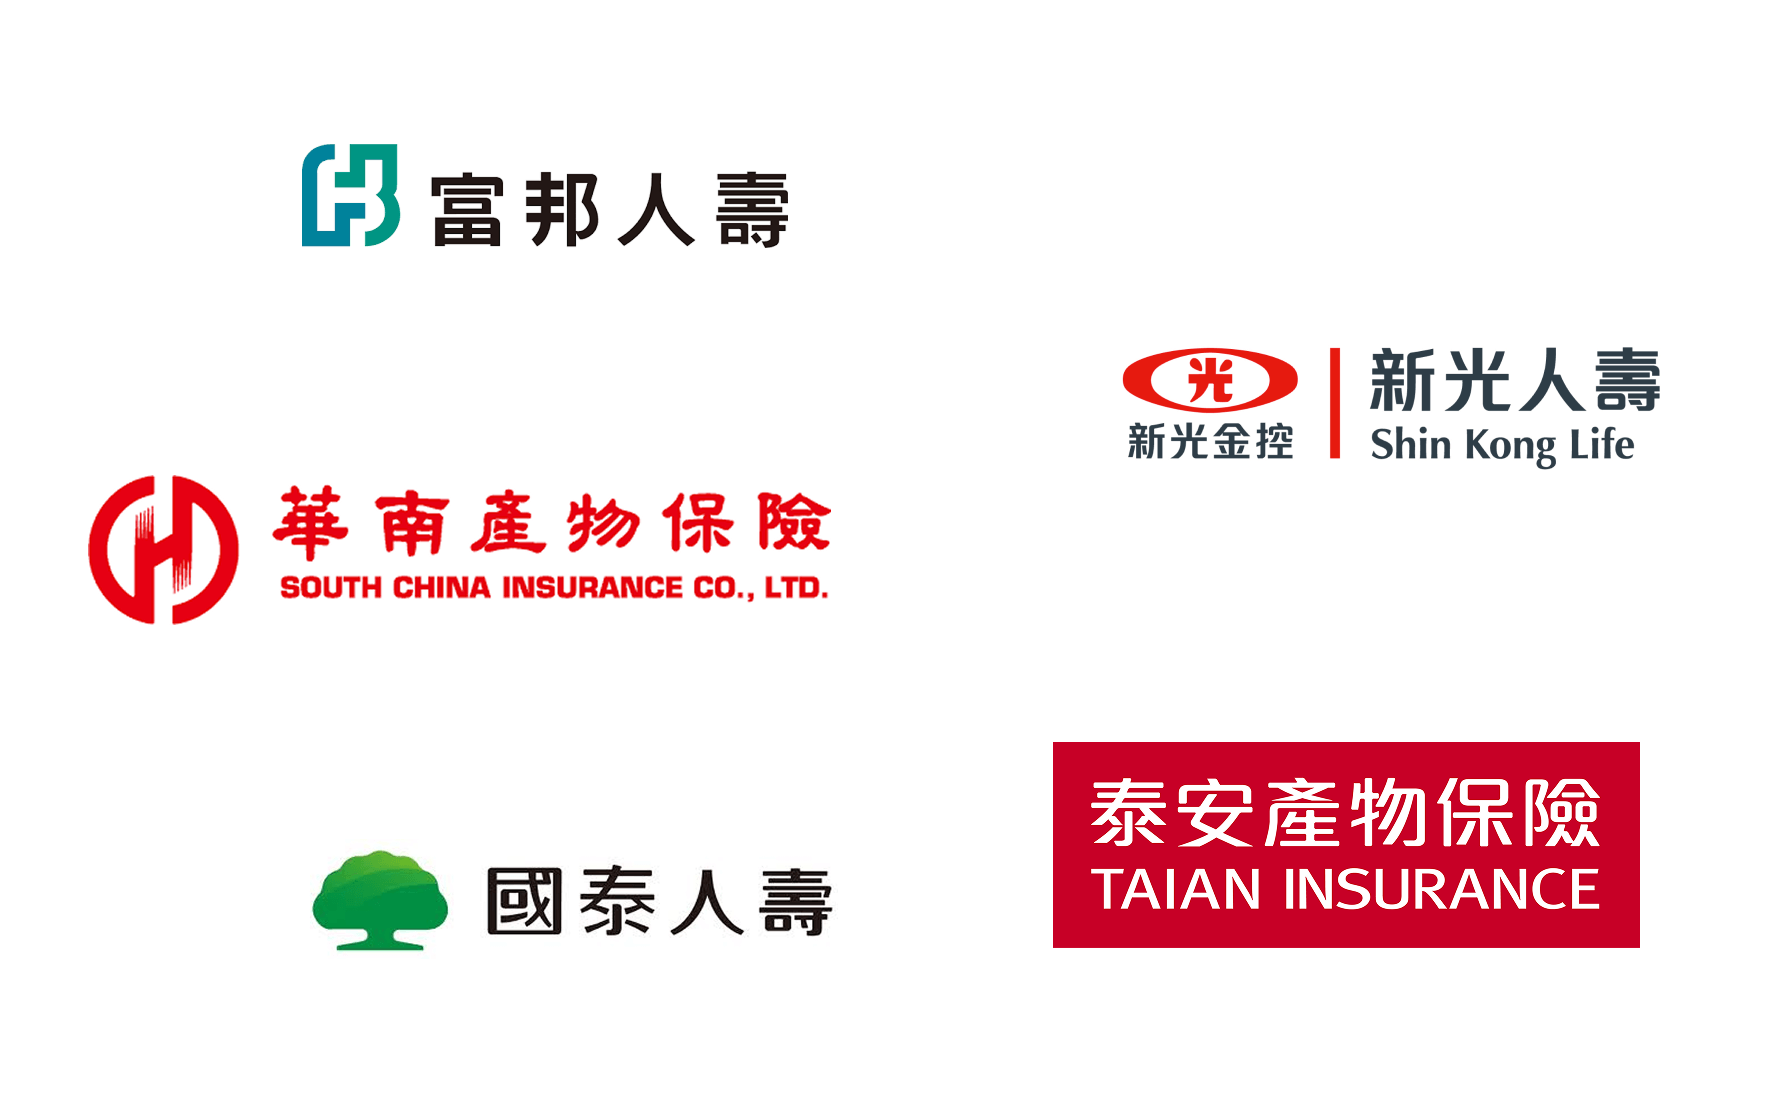 富邦人壽
光
新光金控
新光人壽
Shin Kong Life
華南產物保險
SOUTH CHINA INSURANCE CO., LTD.
國泰人壽
泰安產物保險
TAIAN INSURANCE